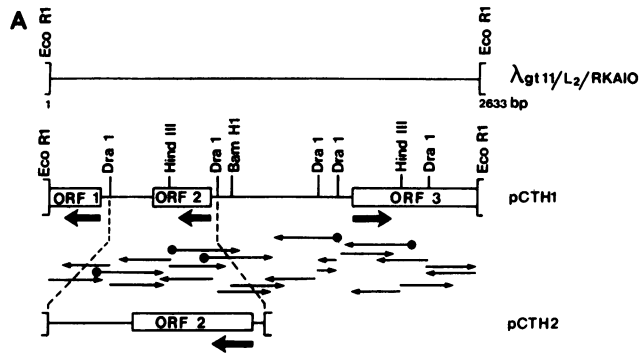 A
Eco R1
Eco R1
λgt11/L2/RKA10
1
2633 bp
Eco R1
Dra 1
Hind III
Dra 1
Bam H1
Dra 1
Dra 1
Hind III
Dra 1
Eco R1
ORF 1
ORF 2
ORF 3
pCTH1
ORF 2
pCTH2